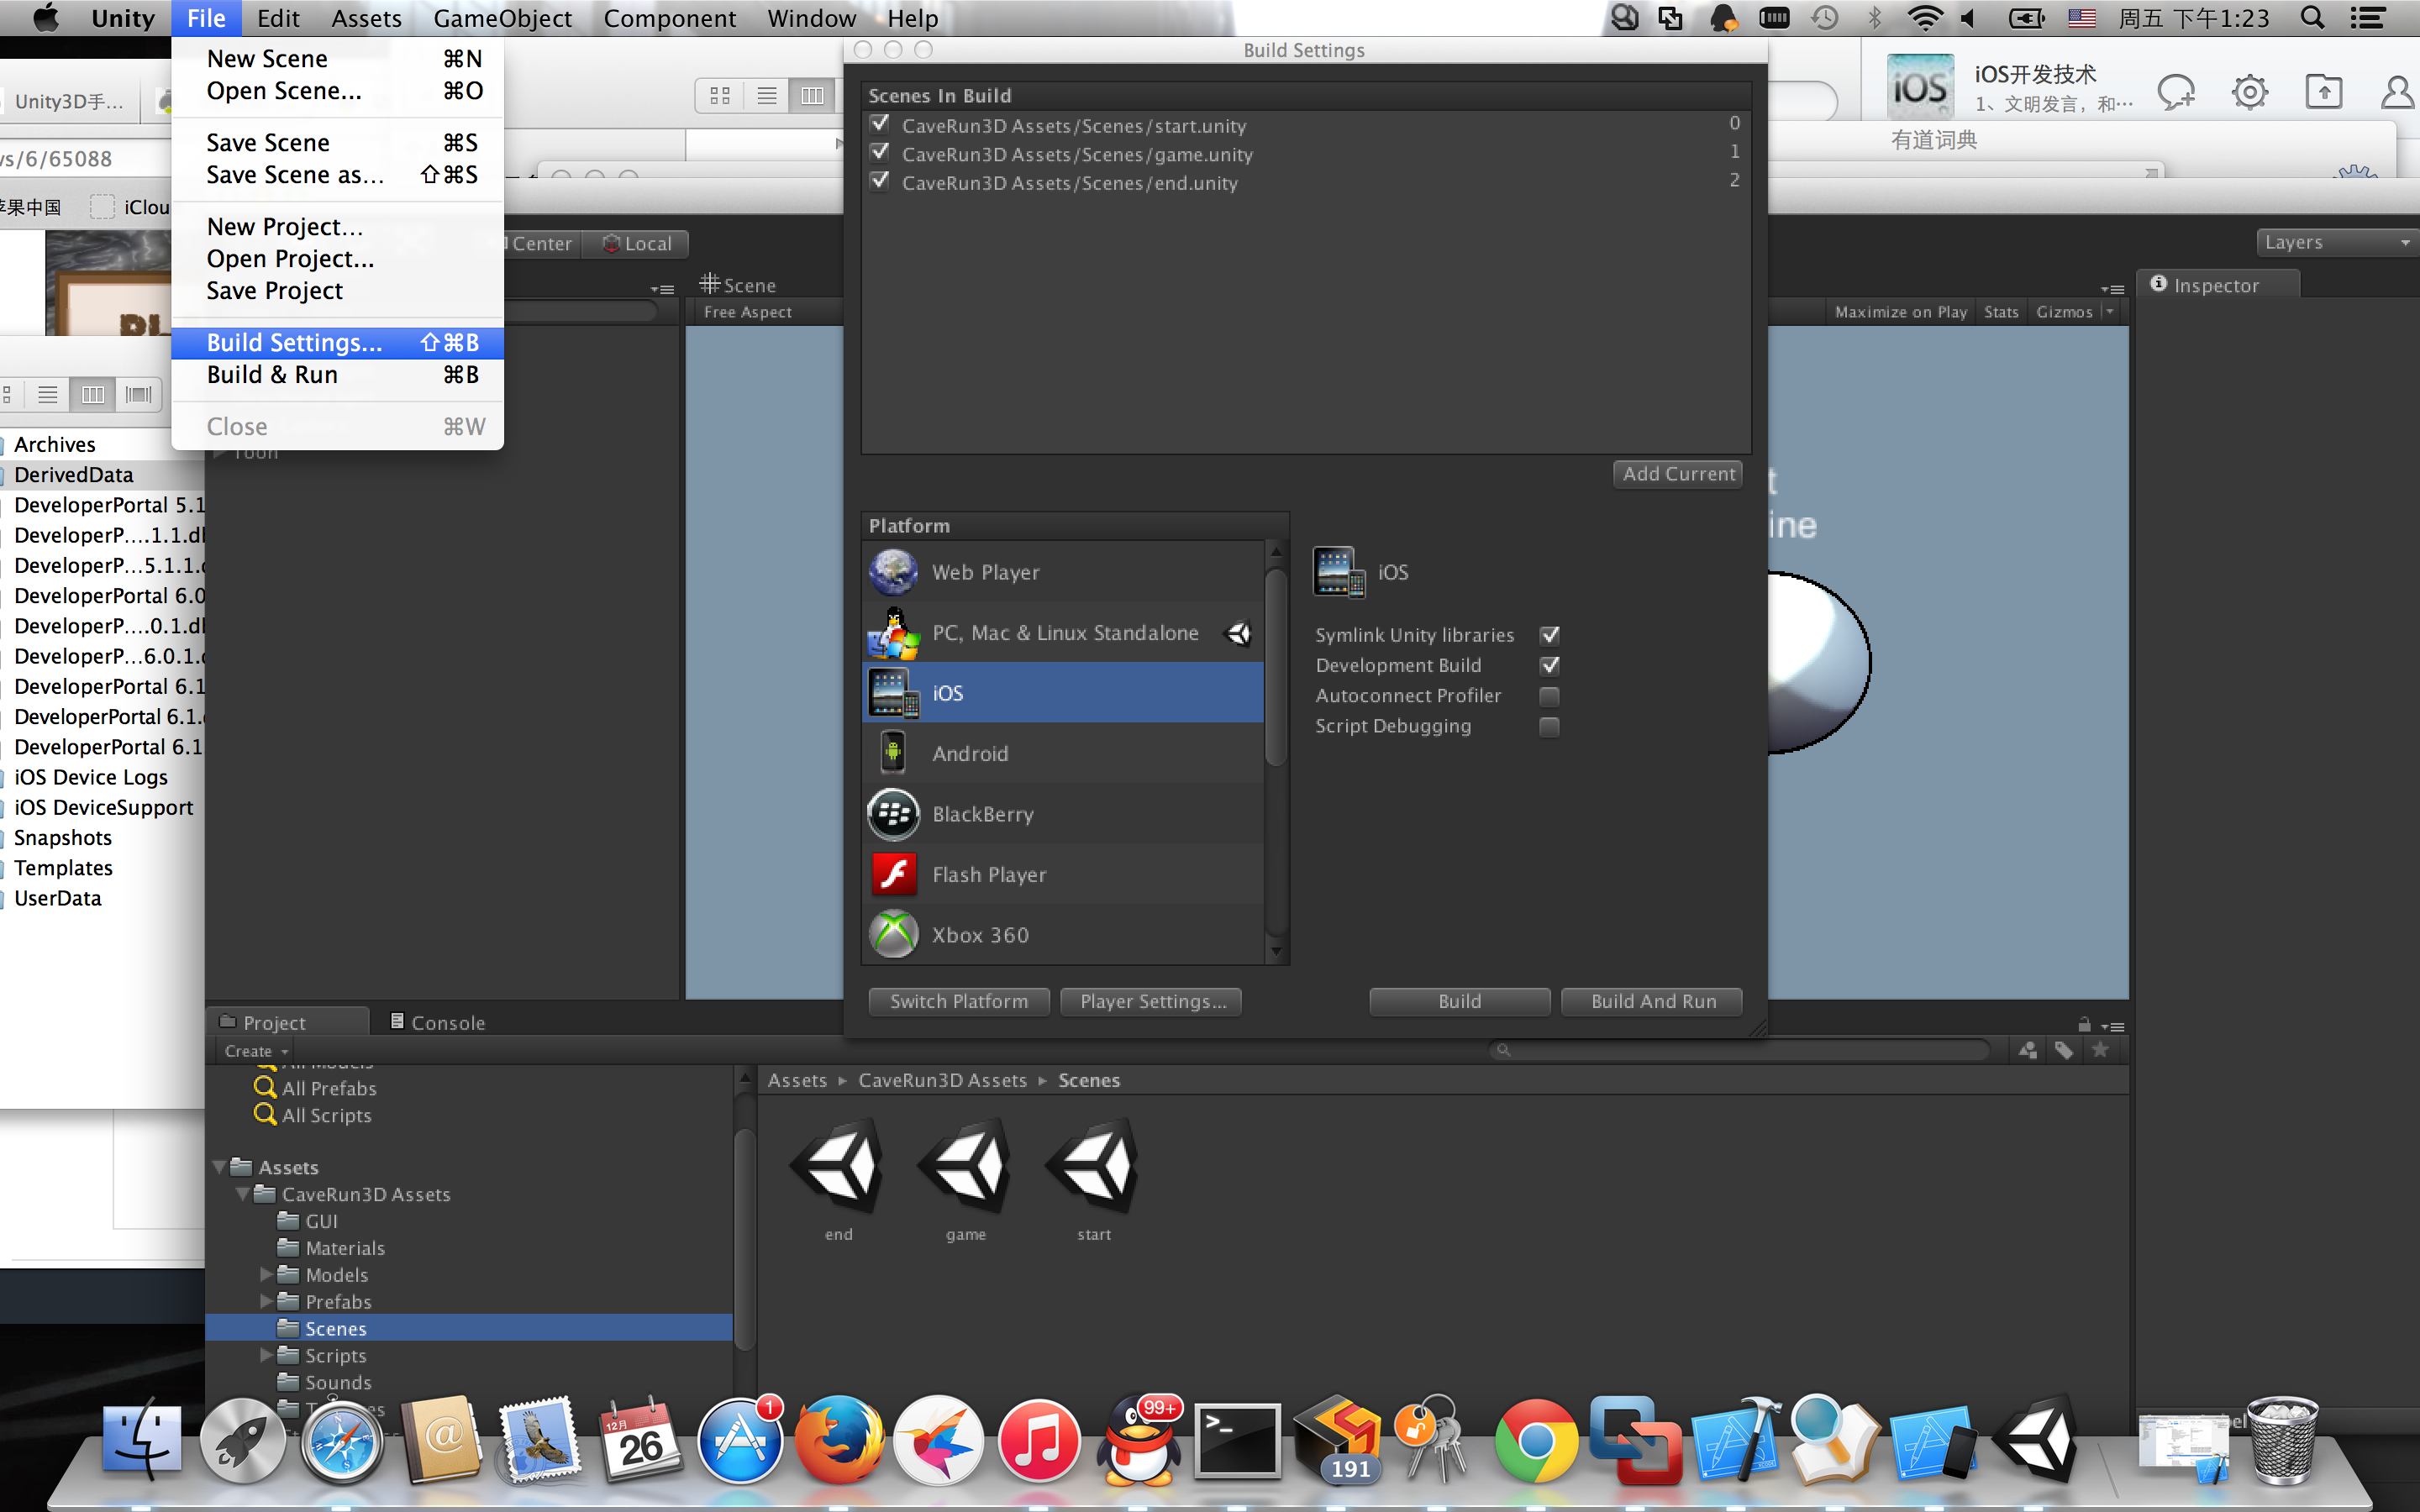 Unity File Edit Assets GameObject Component Window Help
周五 下午1:23
New Scene ⌘N
Open Scene... ⌘O
Save Scene ⌘S
Save Scene as... ⇧⌘S
New Project...
Open Project...
Save Project
Build Settings... ⇧⌘B
Build & Run ⌘B
Close ⌘W
Unity3D手...
/6/65088
苹果中国
iClou
Archives
DerivedData
DeveloperPortal 5.1
DeveloperP....1.1.d
DeveloperP...5.1.1.
DeveloperPortal 6.0
DeveloperP....0.1.d
DeveloperP...6.0.1.
DeveloperPortal 6.1
DeveloperPortal 6.1.
DeveloperPortal 6.1
iOS Device Logs
iOS DeviceSupport
Snapshots
Templates
UserData
Center Local
Toon
Scene
Free Aspect
Build Settings
Scenes In Build
CaveRun3D Assets/Scenes/start.unity 0
CaveRun3D Assets/Scenes/game.unity 1
CaveRun3D Assets/Scenes/end.unity 2
Add Current
Platform
Web Player
PC, Mac & Linux Standalone
iOS
Android
BlackBerry
Flash Player
Xbox 360
iOS
Symlink Unity libraries
Development Build
Autoconnect Profiler
Script Debugging
Switch Platform Player Settings... Build Build And Run
iOS
iOS开发技术
1、文明发言，和...
有道词典
Layers
Inspector
Maximize on Play Stats Gizmos
t
ine
Project Console
Create
All Models
All Prefabs
All Scripts
Assets
CaveRun3D Assets
GUI
Materials
Models
Prefabs
Scenes
Scripts
Sounds
Assets ▸ CaveRun3D Assets ▸ Scenes
end game start
12月
26
1
99+
191